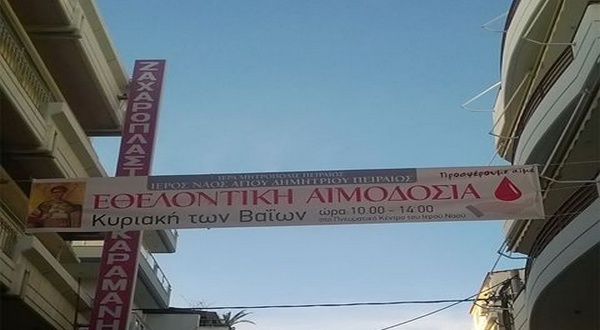 ΖΑΧΑΡΟΠΛΑΣΤ
ΚΑΡΑΜΑΝΗ
ΙΕΡΑ ΜΗΤΡΟΠΟΛΙΣ ΠΕΙΡΑΙΩΣ
ΙΕΡΟΣ ΝΑΟΣ ΑΓΙΟΥ ΔΗΜΗΤΡΙΟΥ ΠΕΙΡΑΙΩΣ
Προσφέρουμε αίμα
ΕΘΕΛΟΝΤΙΚΗ ΑΙΜΟΔΟΣΙΑ
Κυριακή των Βαΐων ώρα: 10.00 - 14:00
στο Πνευματικό Κέντρο του Ιερού Ναού